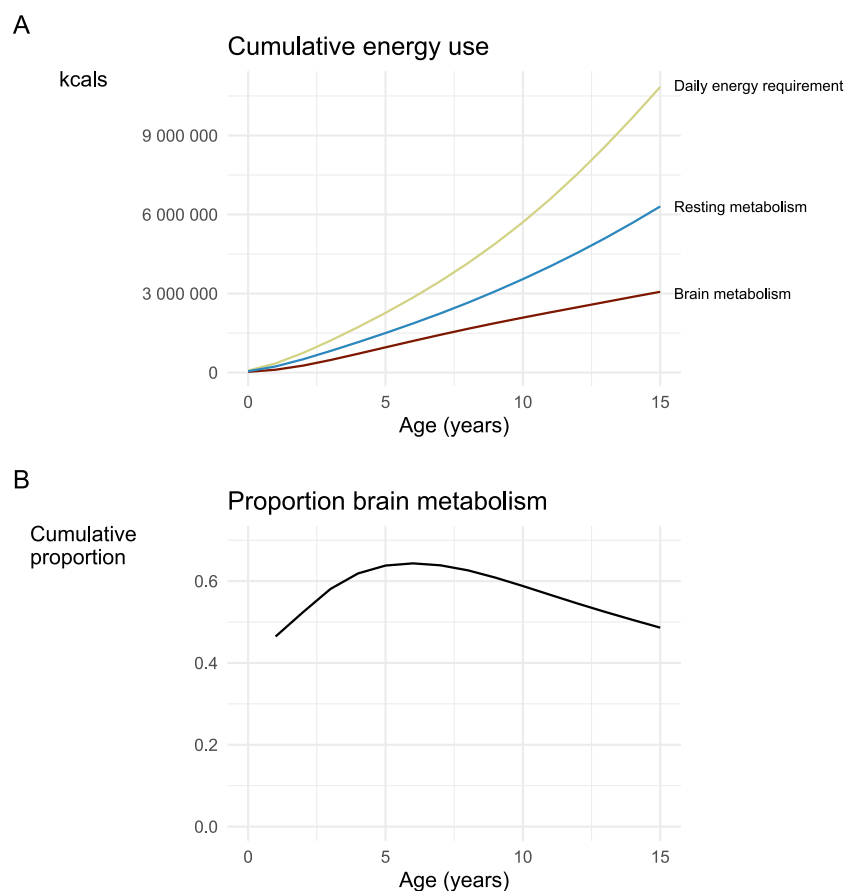 A
Cumulative energy use
kcals
Daily energy requirement
9 000 000
6 000 000
Resting metabolism
3 000 000
Brain metabolism
0
0 5 10 15
Age (years)
B
Proportion brain metabolism
Cumulative
proportion
0.6
0.4
0.2
0.0
0 5 10 15
Age (years)